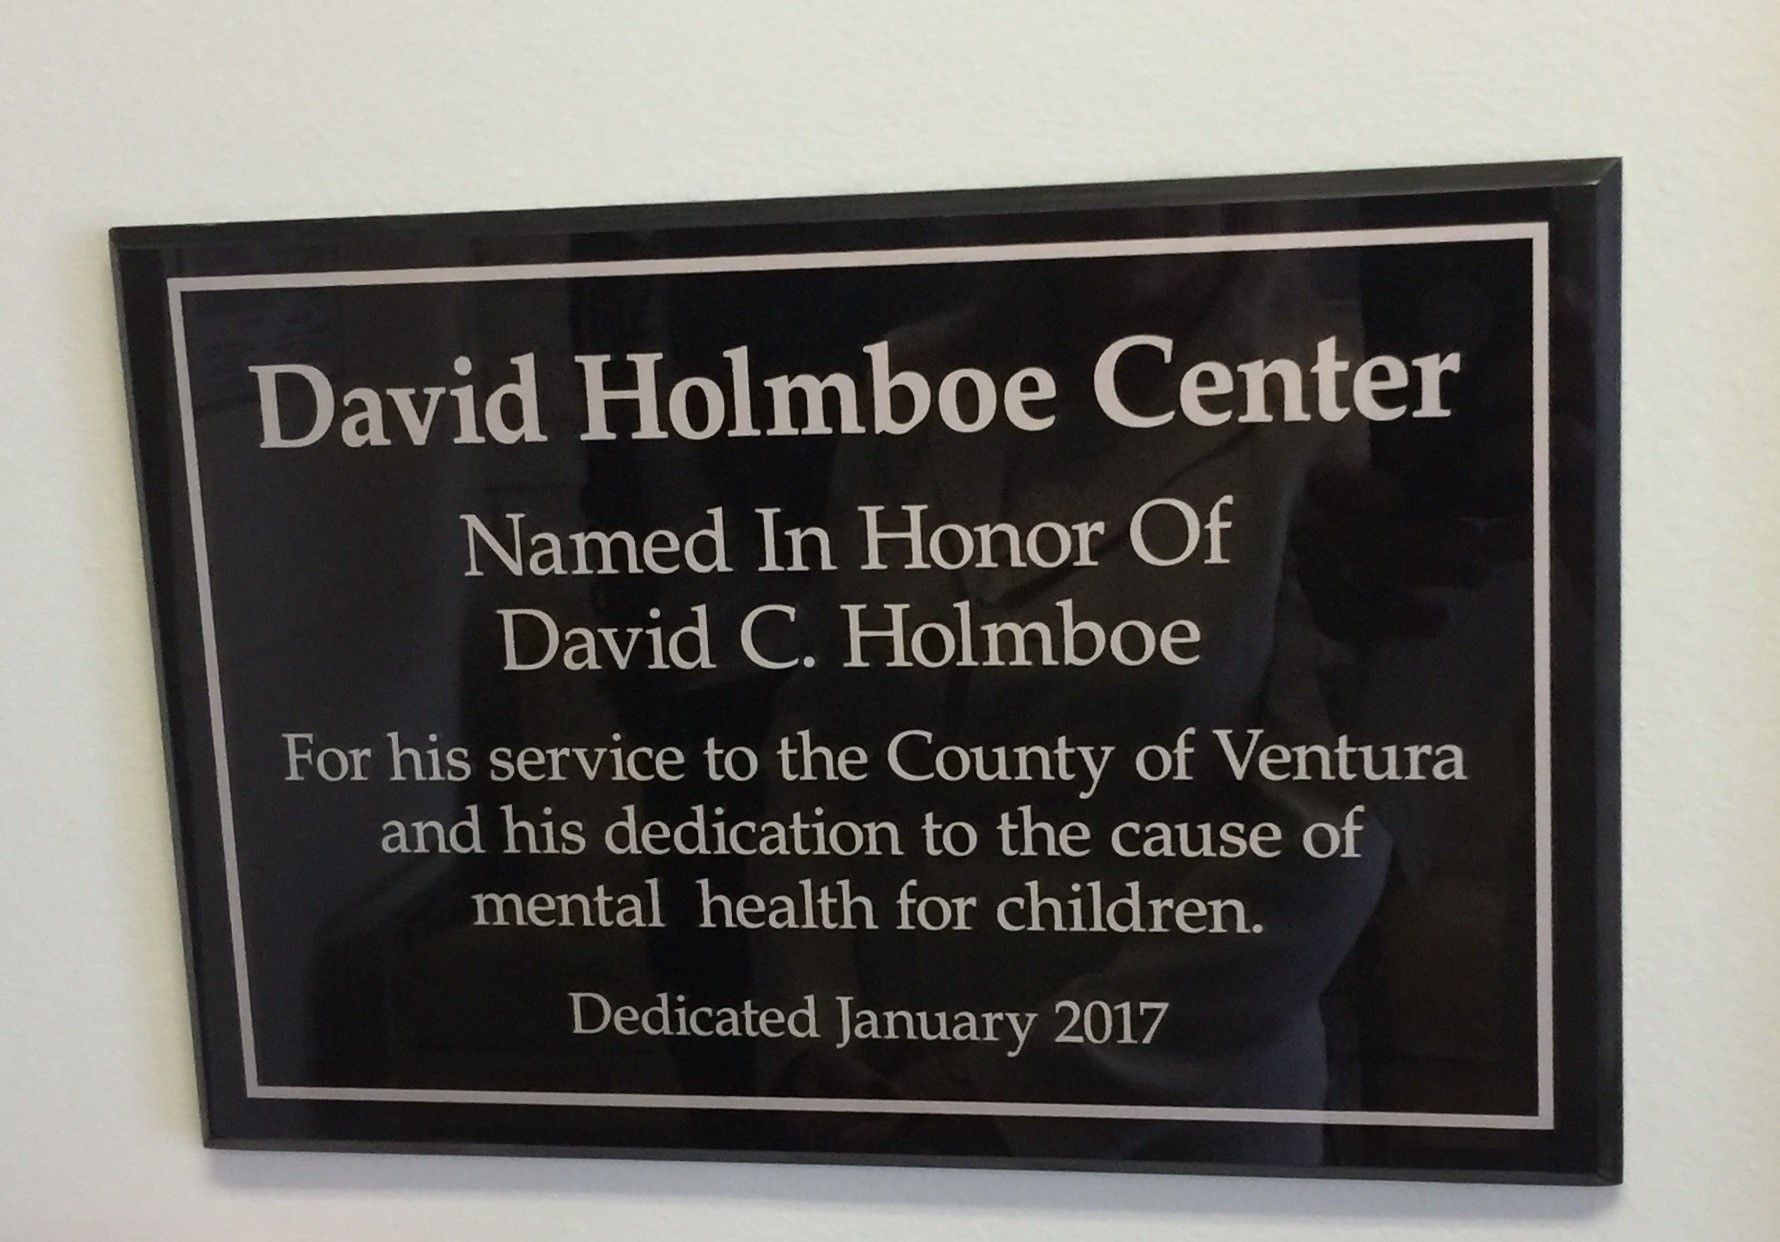 David Holmboe Center
Named In Honor Of
David C. Holmboe
For his service to the County of Ventura
and his dedication to the cause of
mental health for children.
Dedicated January 2017